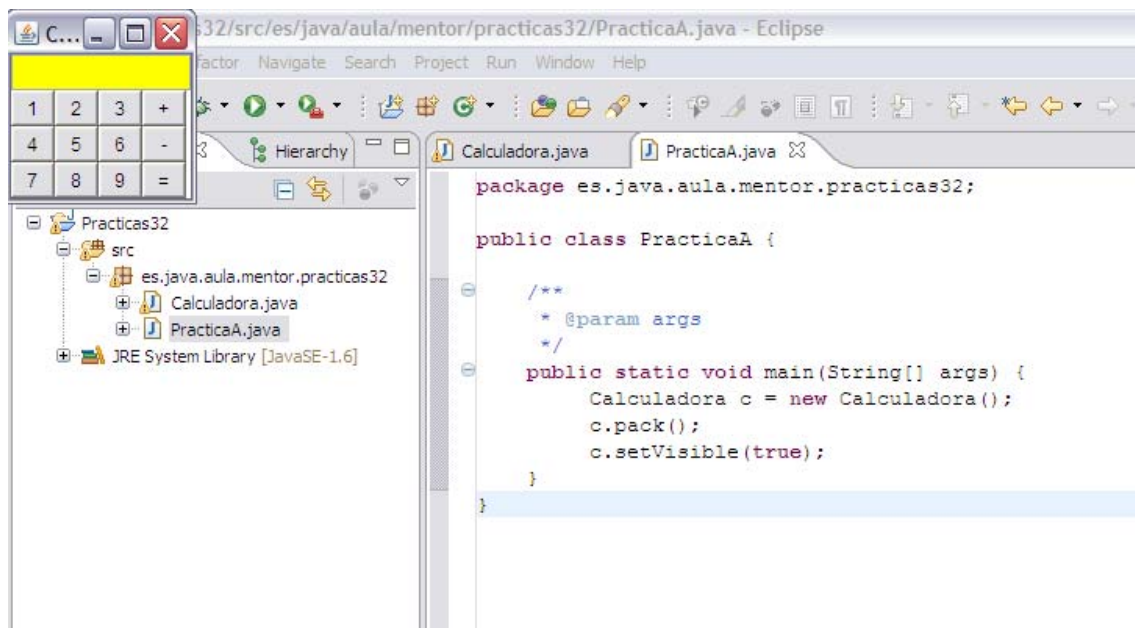 C...
s32/src/es/java/aula/mentor/practicas32/PracticaA.java - Eclipse
factor Navigate Search Project Run Window Help
1 2 3 +
4 5 6 -
7 8 9 =
Hierarchy
Calculadora.java
PracticaA.java
Practicas32
src
es.java.aula.mentor.practicas32
Calculadora.java
PracticaA.java
JRE System Library [JavaSE-1.6]
package es.java.aula.mentor.practicas32;
public class PracticaA {
/**
* @param args
*/
public static void main(String[] args) {
Calculadora c = new Calculadora();
c.pack();
c.setVisible(true);
}
}